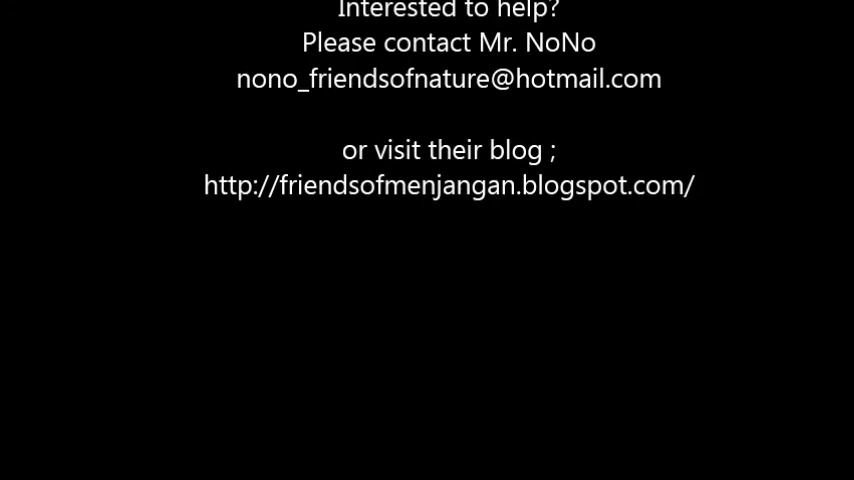 Interested to help?
Please contact Mr. NoNo
nono_friendsofnature@hotmail.com
or visit their blog ;
http://friendsofmenjangan.blogspot.com/